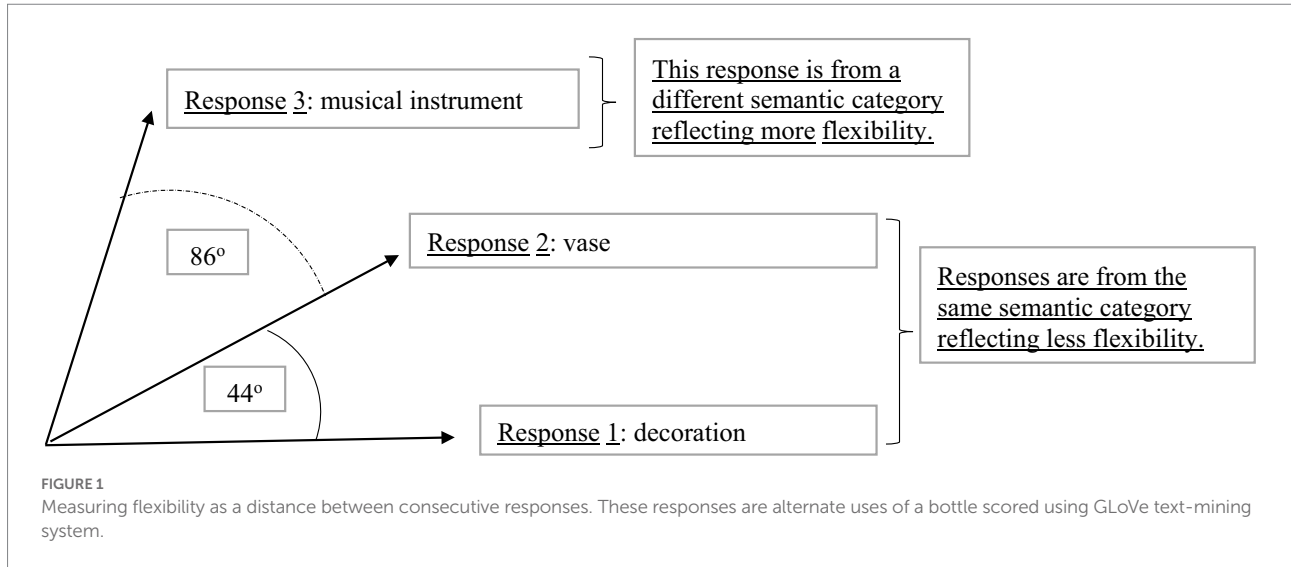 Response 3: musical instrument
This response is from a
different semantic category
reflecting more flexibility.
86º
Response 2: vase
Responses are from the
same semantic category
reflecting less flexibility.
44º
Response 1: decoration
FIGURE 1
Measuring flexibility as a distance between consecutive responses. These responses are alternate uses of a bottle scored using GLoVe text-mining
system.